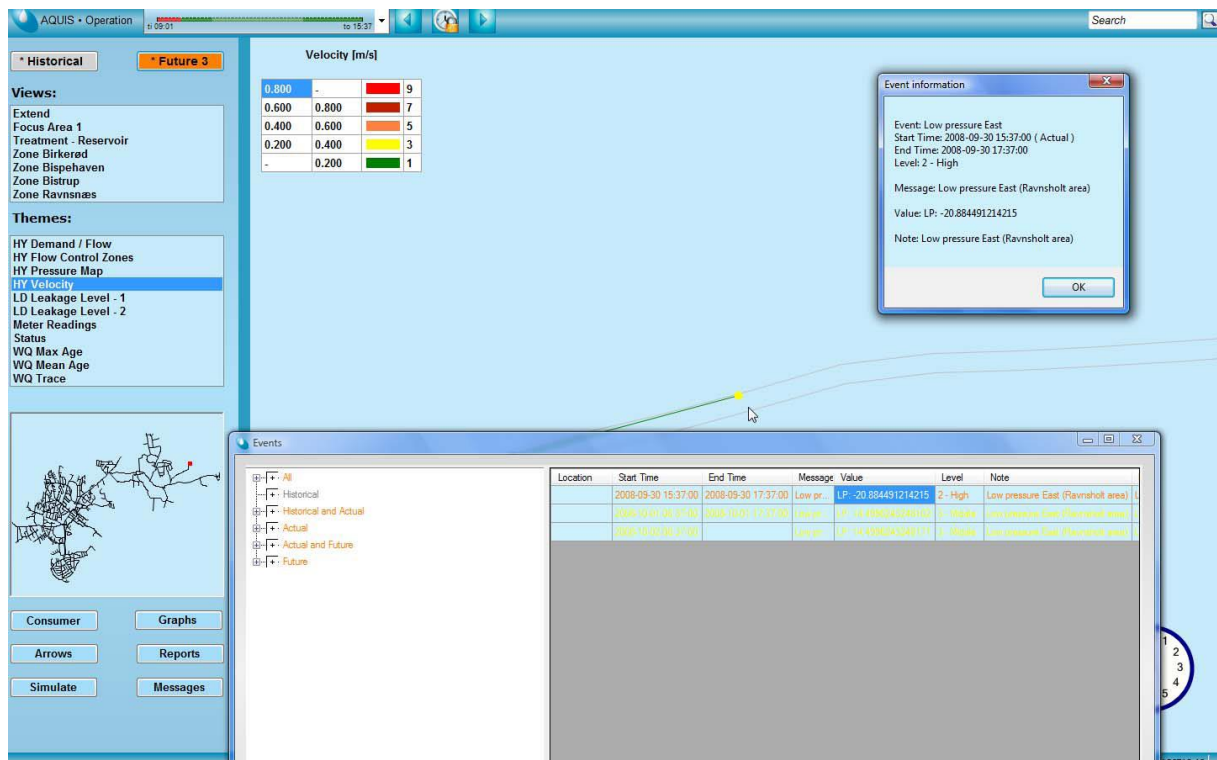 AQUIS • Operation
ti 09:01
to 15:37
Search
* Historical
* Future 3
Views:
Extend
Focus Area 1
Treatment - Reservoir
Zone Birkerød
Zone Bispehaven
Zone Bistrup
Zone Ravnsnæs
Themes:
HY Demand / Flow
HY Flow Control Zones
HY Pressure Map
HY Velocity
LD Leakage Level - 1
LD Leakage Level - 2
Meter Readings
Status
WQ Max Age
WQ Mean Age
WQ Trace
Consumer
Graphs
Arrows
Reports
Simulate
Messages
Velocity [m/s]
0.800 - 9
0.600 0.800 7
0.400 0.600 5
0.200 0.400 3
- 0.200 1
Event information
Event: Low pressure East
Start Time: 2008-09-30 15:37:00 ( Actual )
End Time: 2008-09-30 17:37:00
Level: 2 - High
Message: Low pressure East (Ravnsholt area)
Value: LP: -20.884491214215
Note: Low pressure East (Ravnsholt area)
OK
Events
All
Historical
Historical and Actual
Actual
Actual and Future
Future
Location Start Time End Time Message Value Level Note
2008-09-30 15:37:00 2008-09-30 17:37:00 Low pr... LP: -20.884491214215 2 - High Low pressure East (Ravnsholt area)
1
2
3
4
5